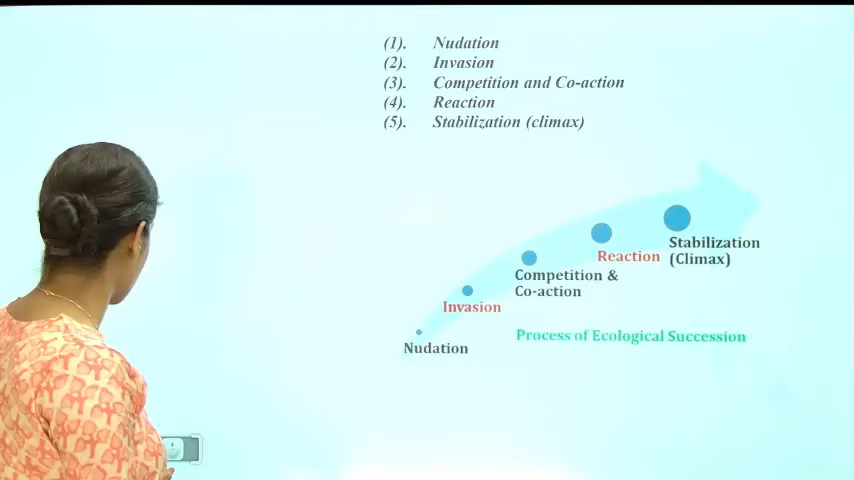 (1). Nudation
(2). Invasion
(3). Competition and Co-action
(4). Reaction
(5). Stabilization (climax)
Stabilization
(Climax)
Reaction
Competition &
Co-action
Invasion
Process of Ecological Succession
Nudation